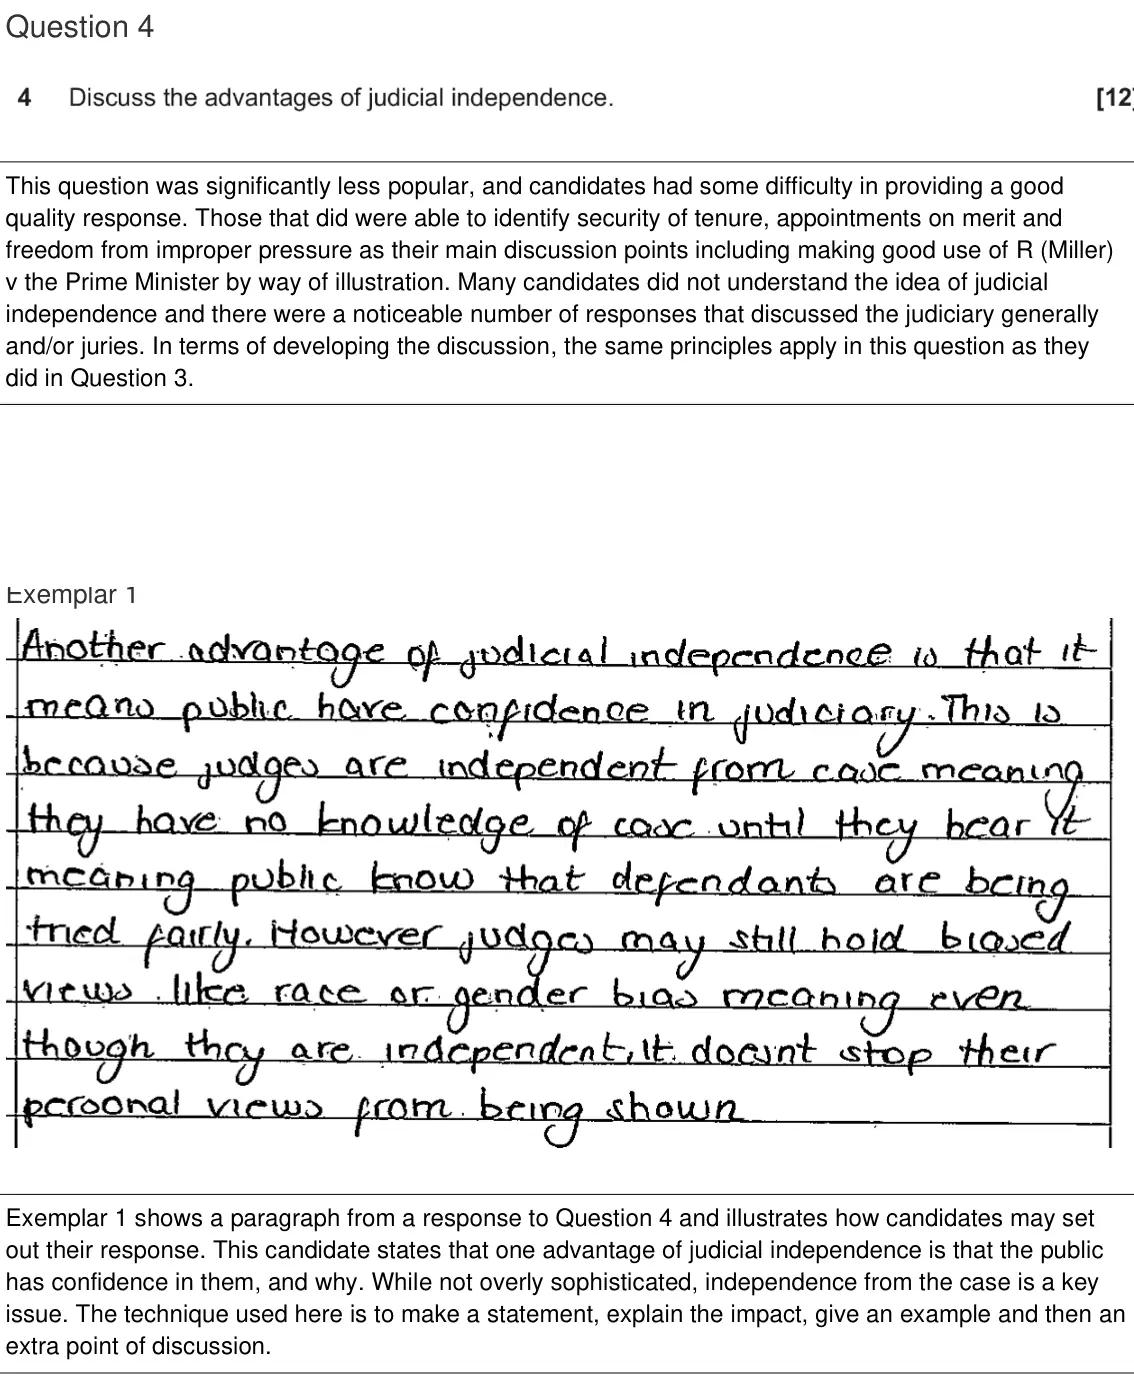 Question 4
4 Discuss the advantages of judicial independence. [12]
This question was significantly less popular, and candidates had some difficulty in providing a good
quality response. Those that did were able to identify security of tenure, appointments on merit and
freedom from improper pressure as their main discussion points including making good use of R (Miller)
v the Prime Minister by way of illustration. Many candidates did not understand the idea of judicial
independence and there were a noticeable number of responses that discussed the judiciary generally
and/or juries. In terms of developing the discussion, the same principles apply in this question as they
did in Question 3.
Exemplar 1
Another advantage of judicial independence is that it
means public have confidence in judiciary. This is
because judges are independent from case meaning
they have no knowledge of case until they hear it
meaning public know that defendants are being
tried fairly. However judges may still hold biased
views like race or gender bias meaning even
though they are independent, it doesnt stop their
personal views from being shown
Exemplar 1 shows a paragraph from a response to Question 4 and illustrates how candidates may set
out their response. This candidate states that one advantage of judicial independence is that the public
has confidence in them, and why. While not overly sophisticated, independence from the case is a key
issue. The technique used here is to make a statement, explain the impact, give an example and then an
extra point of discussion.